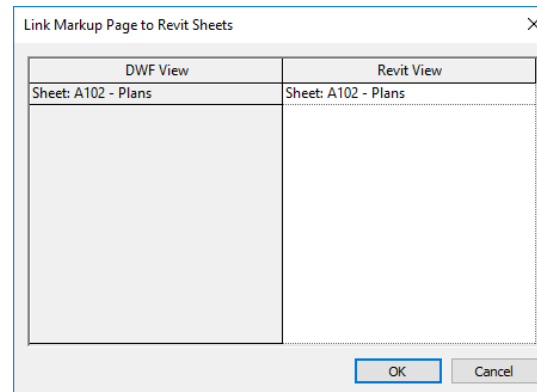 Link Markup Page to Revit Sheets
DWF View Revit View
Sheet: A102 - Plans Sheet: A102 - Plans
OK Cancel